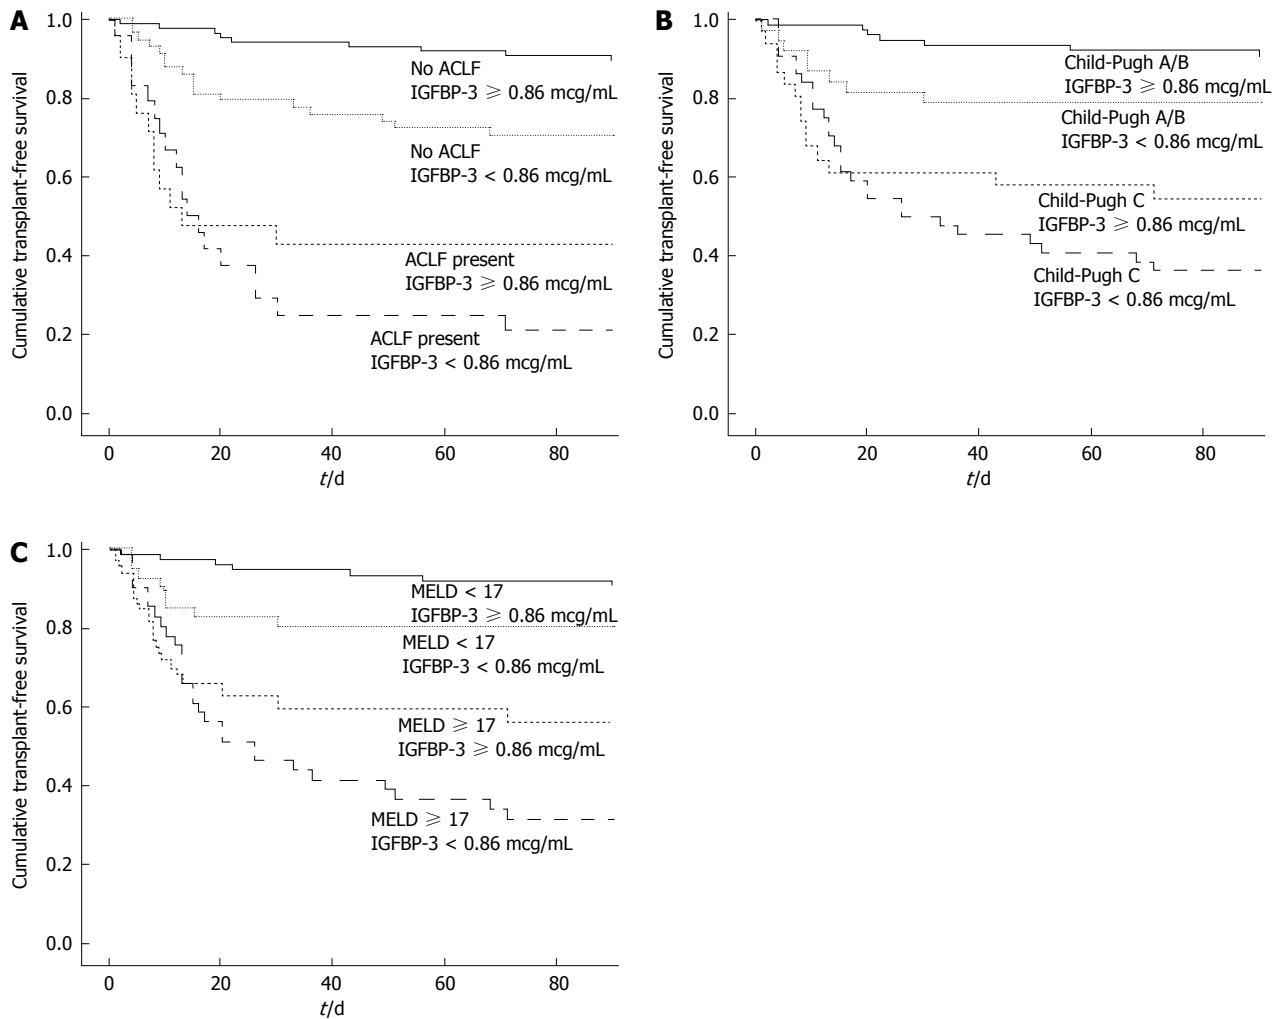 A
Cumulative transplant-free survival
1.0
0.8
0.6
0.4
0.2
0.0
No ACLF
IGFBP-3 ⩾ 0.86 mcg/mL
No ACLF
IGFBP-3 < 0.86 mcg/mL
ACLF present
IGFBP-3 ⩾ 0.86 mcg/mL
ACLF present
IGFBP-3 < 0.86 mcg/mL
0 20 40 60 80
t/d
B
Cumulative transplant-free survival
1.0
0.8
0.6
0.4
0.2
0.0
Child-Pugh A/B
IGFBP-3 ⩾ 0.86 mcg/mL
Child-Pugh A/B
IGFBP-3 < 0.86 mcg/mL
Child-Pugh C
IGFBP-3 ⩾ 0.86 mcg/mL
Child-Pugh C
IGFBP-3 < 0.86 mcg/mL
0 20 40 60 80
t/d
C
Cumulative transplant-free survival
1.0
0.8
0.6
0.4
0.2
0.0
MELD < 17
IGFBP-3 ⩾ 0.86 mcg/mL
MELD < 17
IGFBP-3 < 0.86 mcg/mL
MELD ⩾ 17
IGFBP-3 ⩾ 0.86 mcg/mL
MELD ⩾ 17
IGFBP-3 < 0.86 mcg/mL
0 20 40 60 80
t/d